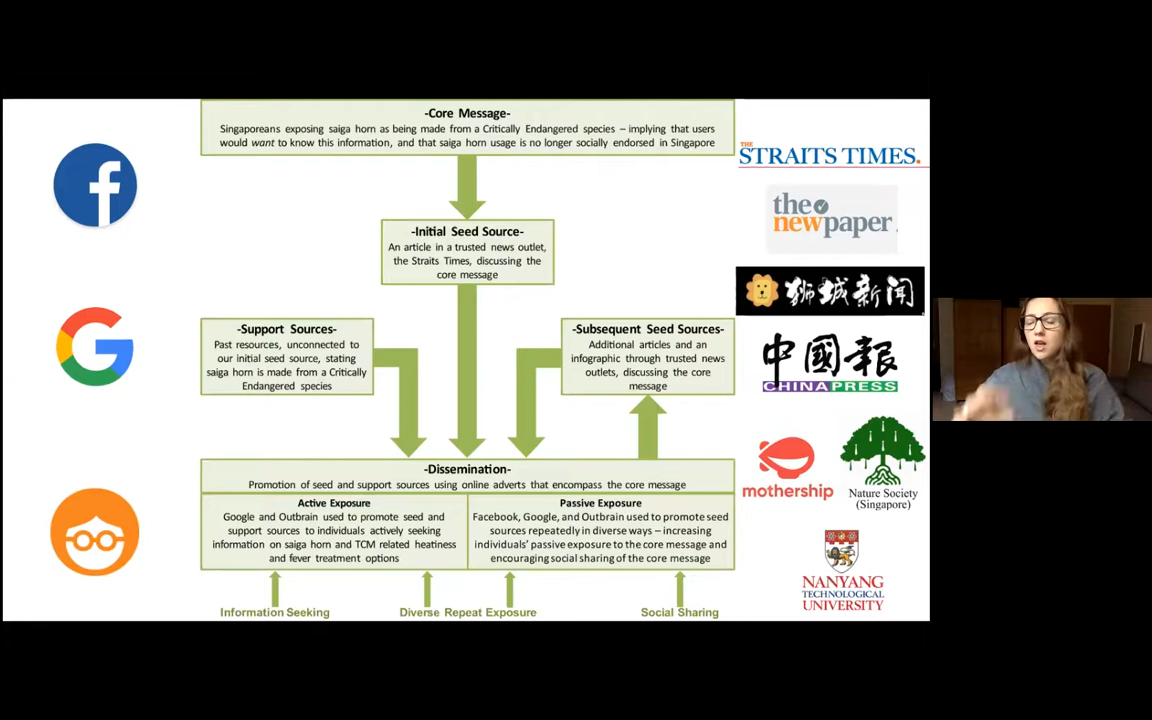 -Core Message-
Singaporeans exposing saiga horn as being made from a Critically Endangered species – implying that users
would want to know this information, and that saiga horn usage is no longer socially endorsed in Singapore
-Initial Seed Source-
An article in a trusted news outlet,
the Straits Times, discussing the
core message
-Support Sources-
Past resources, unconnected to
our initial seed source, stating
saiga horn is made from a Critically
Endangered species
-Subsequent Seed Sources-
Additional articles and an
infographic through trusted news
outlets, discussing the core
message
-Dissemination-
Promotion of seed and support sources using online adverts that encompass the core message
Active Exposure
Google and Outbrain used to promote seed and
support sources to individuals actively seeking
information on saiga horn and TCM related heatiness
and fever treatment options
Passive Exposure
Facebook, Google, and Outbrain used to promote seed
sources repeatedly in diverse ways – increasing
individuals' passive exposure to the core message and
encouraging social sharing of the core message
Information Seeking
Diverse Repeat Exposure
Social Sharing
THE
STRAITS TIMES.
the
newpaper
狮城新闻
中國報
CHINA PRESS
mothership
Nature Society
(Singapore)
NANYANG
TECHNOLOGICAL
UNIVERSITY